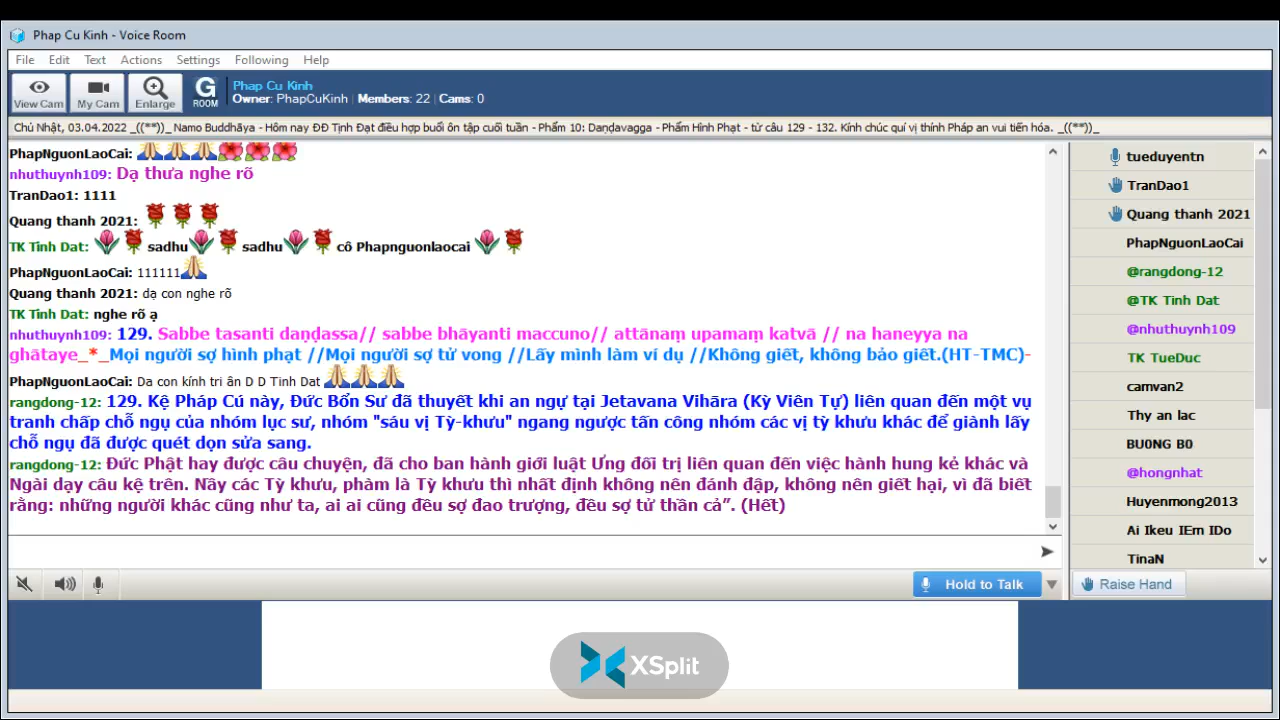 Phap Cu Kinh - Voice Room
File Edit Text Actions Settings Following Help
View Cam My Cam Enlarge G ROOM
Phap Cu Kinh
Owner: PhapCuKinh | Members: 22 | Cams: 0
Chủ Nhật, 03.04.2022 _((**))_ Namo Buddhāya - Hôm nay ĐĐ Tịnh Đạt điều hợp buổi ôn tập cuối tuần - Phẩm 10: Daṇḍavagga - Phẩm Hình Phạt - từ câu 129 - 132. Kính chúc quí vị thính Pháp an vui tiến hóa. _((**))_
PhapNguonLaoCai: 🙏🙏🙏🌺🌺🌺
nhuthuynh109: Dạ thưa nghe rõ
TranDao1: 1111
Quang thanh 2021: 🌹🌹🌹
TK Tinh Dat: 🌷🌹sadhu🌷🌹sadhu🌷🌹cô Phapnguonlaocai 🌷🌹
PhapNguonLaoCai: 111111🙏
Quang thanh 2021: dạ con nghe rõ
TK Tinh Dat: nghe rõ ạ
nhuthuynh109: 129. Sabbe tasanti daṇḍassa// sabbe bhāyanti maccuno// attānaṃ upamaṃ katvā // na haneyya na
ghātaye_*_Mọi người sợ hình phạt //Mọi người sợ tử vong //Lấy mình làm ví dụ //Không giết, không bảo giết.(HT-TMC)-
PhapNguonLaoCai: Da con kính tri ân D D Tinh Dat 🙏🙏🙏
rangdong-12: 129. Kệ Pháp Cú này, Đức Bổn Sư đã thuyết khi an ngự tại Jetavana Vihāra (Kỳ Viên Tự) liên quan đến một vụ
tranh chấp chỗ ngụ của nhóm lục sư, nhóm "sáu vị Tỳ-khưu" ngang ngược tấn công nhóm các vị tỳ khưu khác để giành lấy
chỗ ngụ đã được quét dọn sửa sang.
rangdong-12: Đức Phật hay được câu chuyện, đã cho ban hành giới luật Ưng đối trị liên quan đến việc hành hung kẻ khác và
Ngài dạy câu kệ trên. Nầy các Tỳ khưu, phàm là Tỳ khưu thì nhất định không nên đánh đập, không nên giết hại, vì đã biết
rằng: những người khác cũng như ta, ai ai cũng đều sợ đao trượng, đều sợ tử thần cả”. (Hết)
tueduyentn
TranDao1
Quang thanh 2021
PhapNguonLaoCai
@rangdong-12
@TK Tinh Dat
@nhuthuynh109
TK TueDuc
camvan2
Thy an lac
BU0NG B0
@hongnhat
Huyenmong2013
Ai Ikeu IEm IDo
TinaN
Hold to Talk
Raise Hand
XSplit